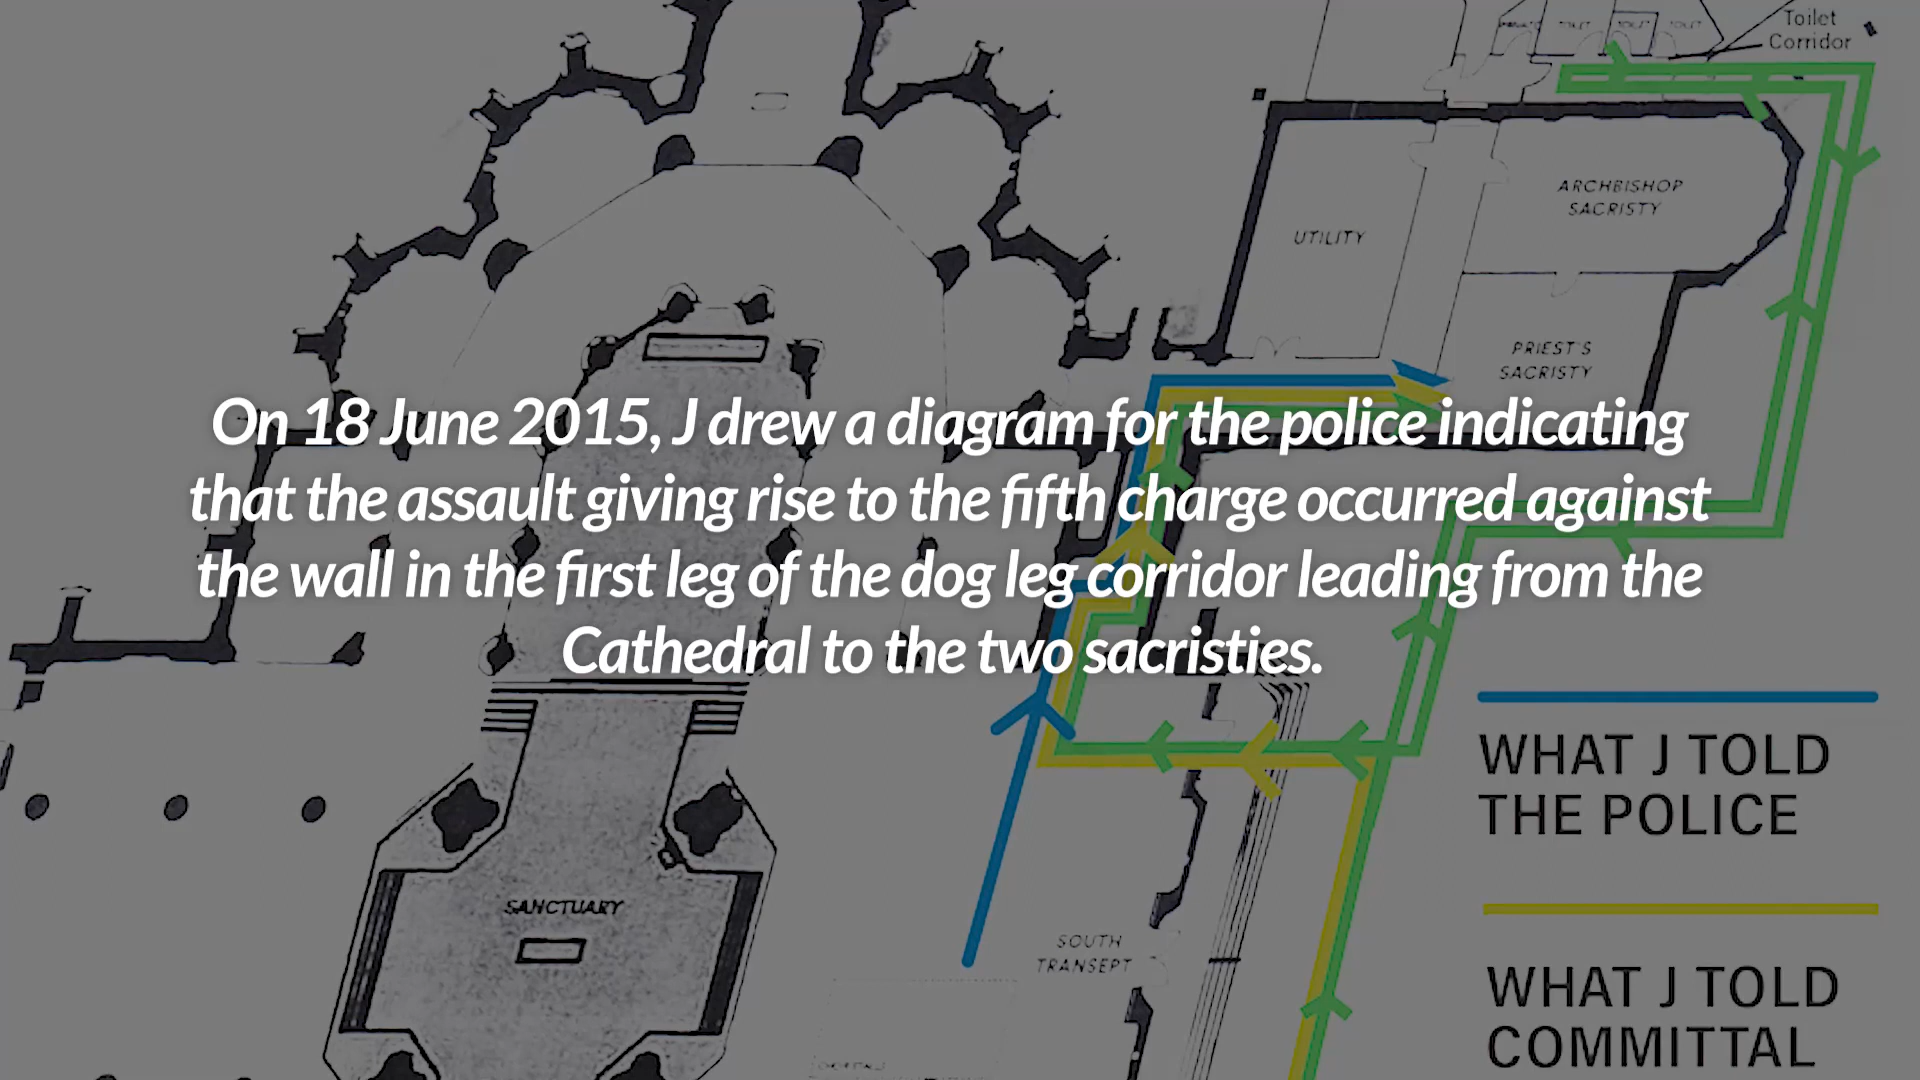 Toilet
Corridor
TOILET
TOILET
ARCHBISHOP
SACRISTY
UTILITY
PRIEST'S
SACRISTY
On 18 June 2015, J drew a diagram for the police indicating
that the assault giving rise to the fifth charge occurred against
the wall in the first leg of the dog leg corridor leading from the
Cathedral to the two sacristies.
WHAT J TOLD
THE POLICE
SANCTUARY
SOUTH
TRANSEPT
WHAT J TOLD
COMMITTAL